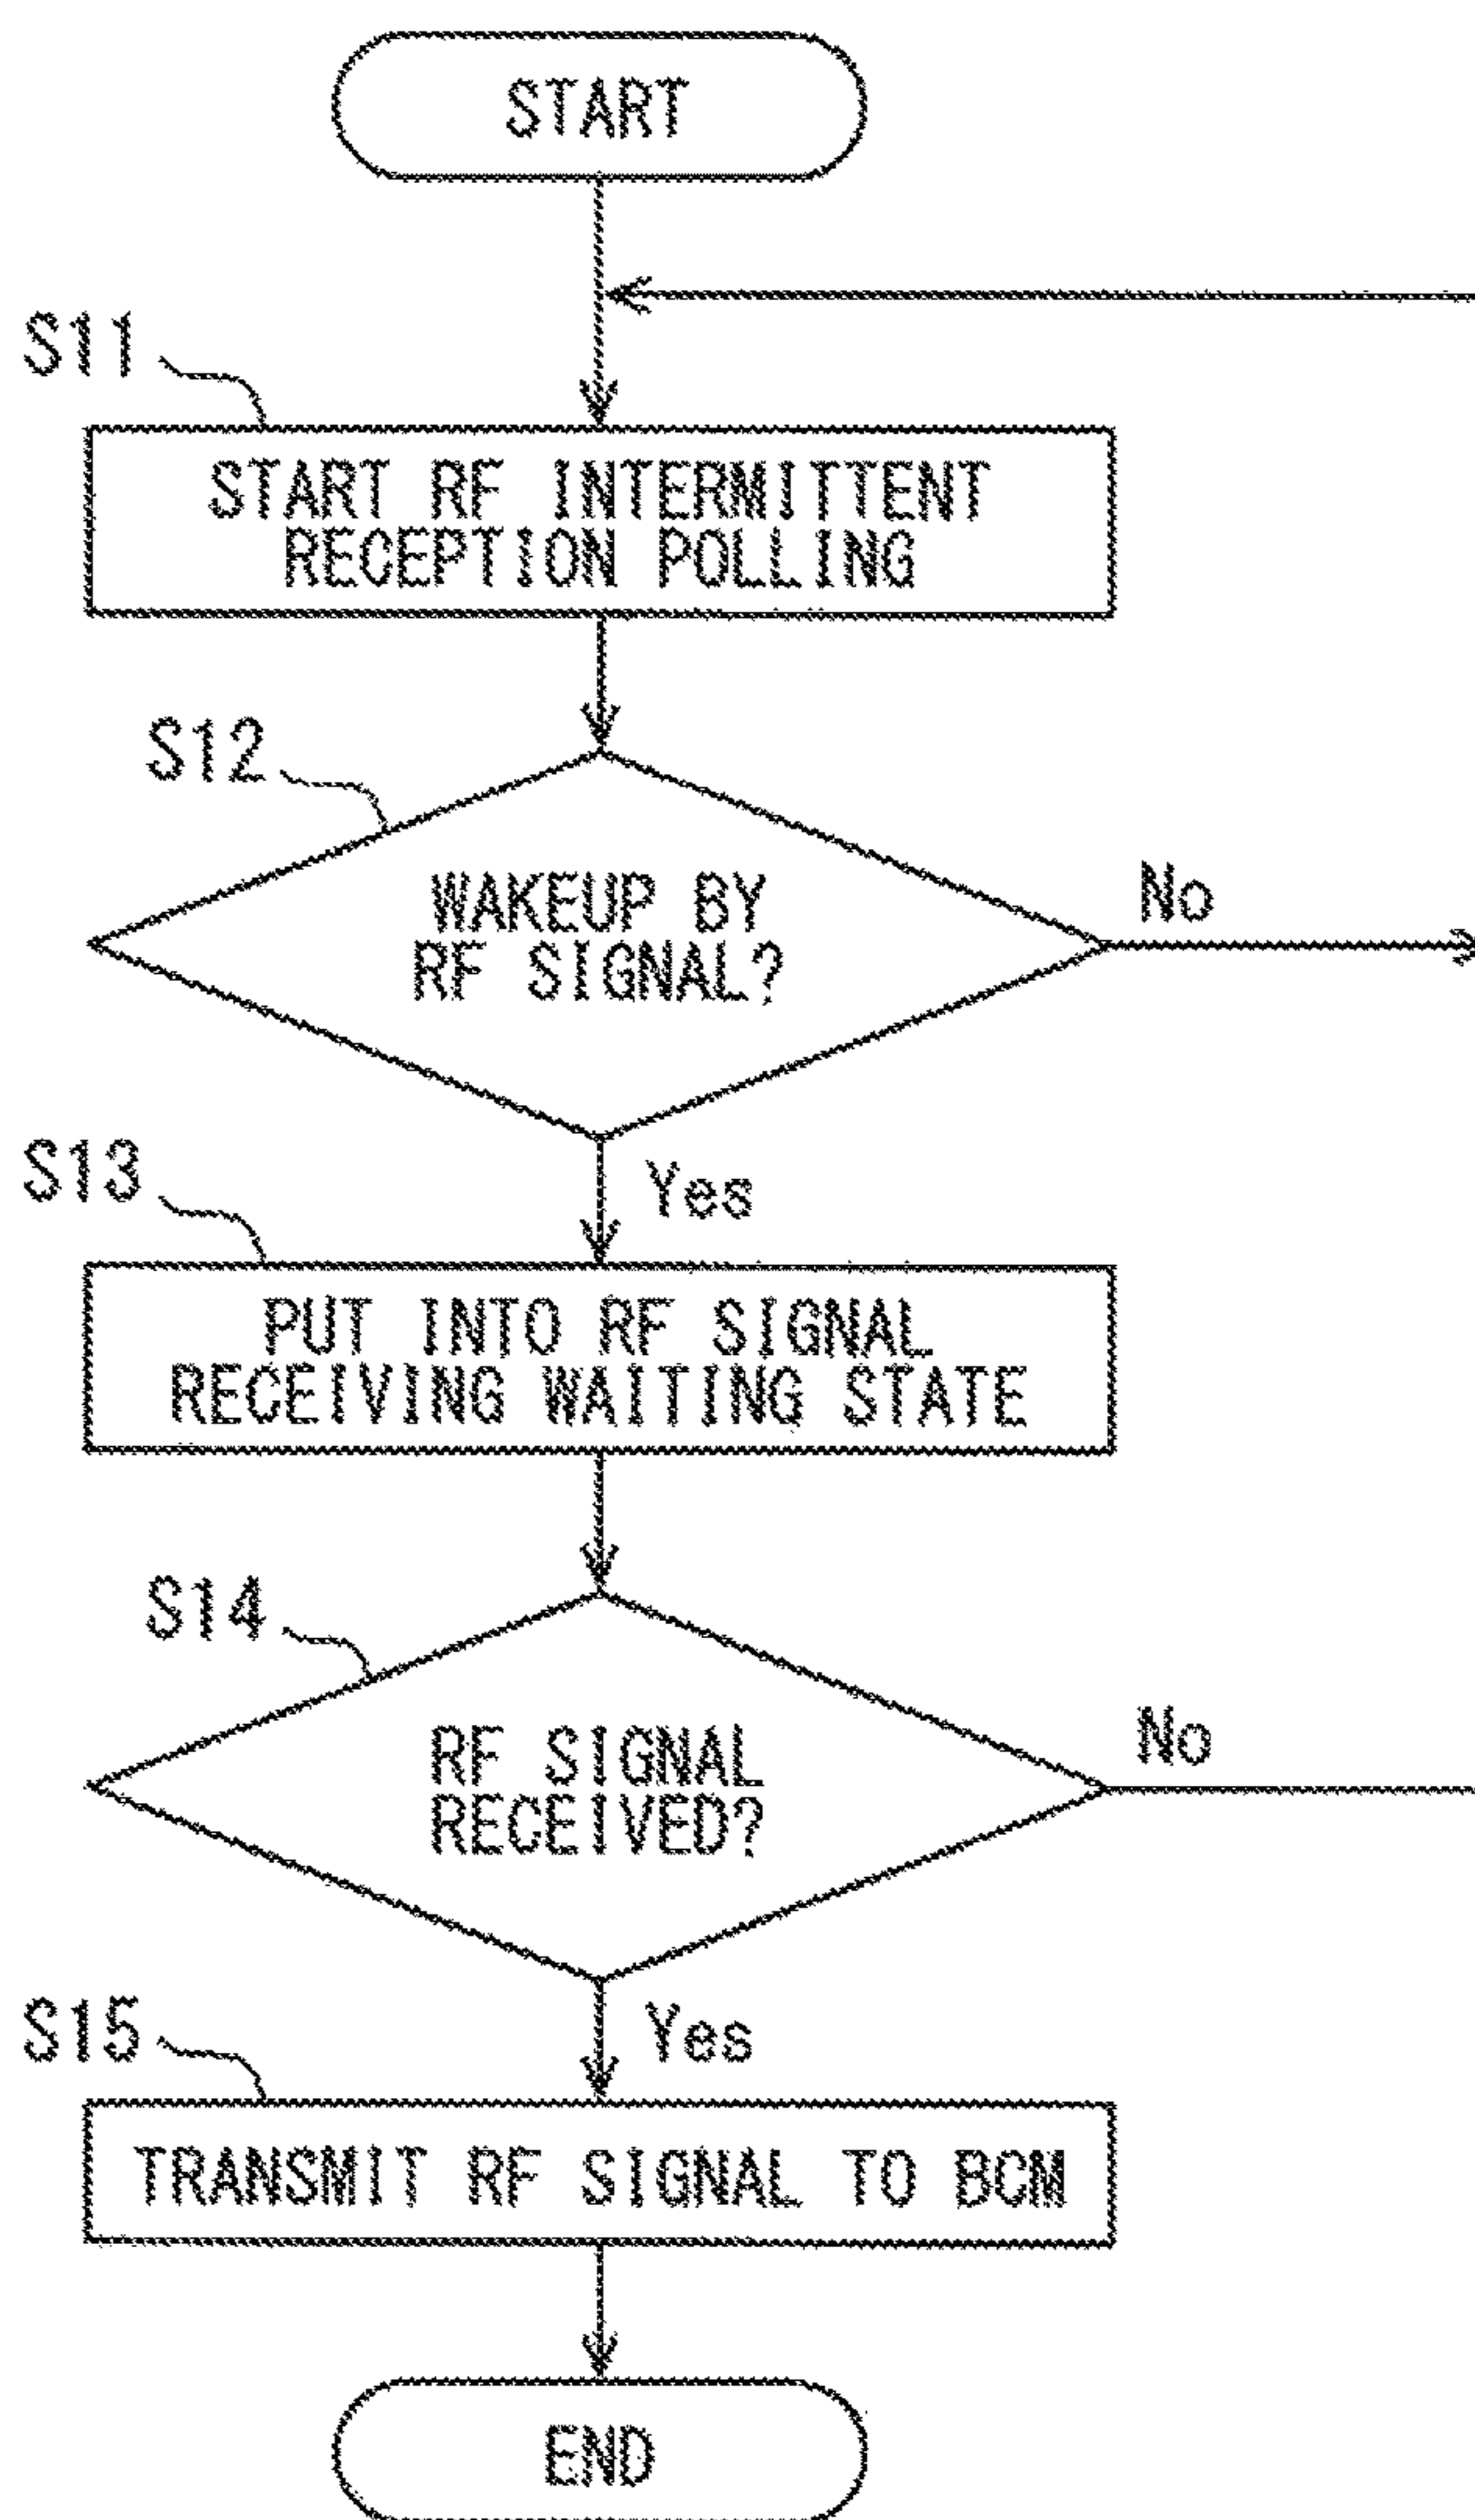 START
S11
START RF INTERMITTENT
RECEPTION POLLING
S12
WAKEUP BY
RF SIGNAL?
No
Yes
S13
PUT INTO RF SIGNAL
RECEIVING WAITING STATE
S14
RF SIGNAL
RECEIVED?
No
Yes
S15
TRANSMIT RF SIGNAL TO BCM
END